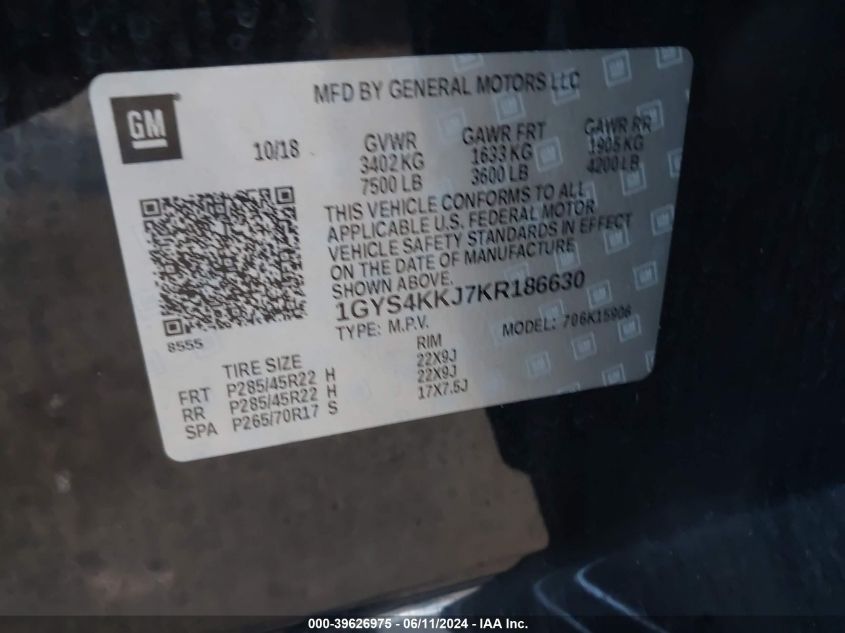 MFD BY GENERAL MOTORS LLC
GM
10/18
GVWR GAWR FRT GAWR RR
3402 KG 1633 KG 1905 KG
7500 LB 3600 LB 4200 LB
THIS VEHICLE CONFORMS TO ALL
APPLICABLE U.S. FEDERAL MOTOR
VEHICLE SAFETY STANDARDS IN EFFECT
ON THE DATE OF MANUFACTURE
SHOWN ABOVE.
1GYS4KKJ7KR186630
TYPE: M.P.V. MODEL: 706K15906
8555
TIRE SIZE RIM
FRT P285/45R22 H 22X9J
RR P285/45R22 H 22X9J
SPA P265/70R17 S 17X7.5J
000-39626975 - 06/11/2024 - IAA Inc.